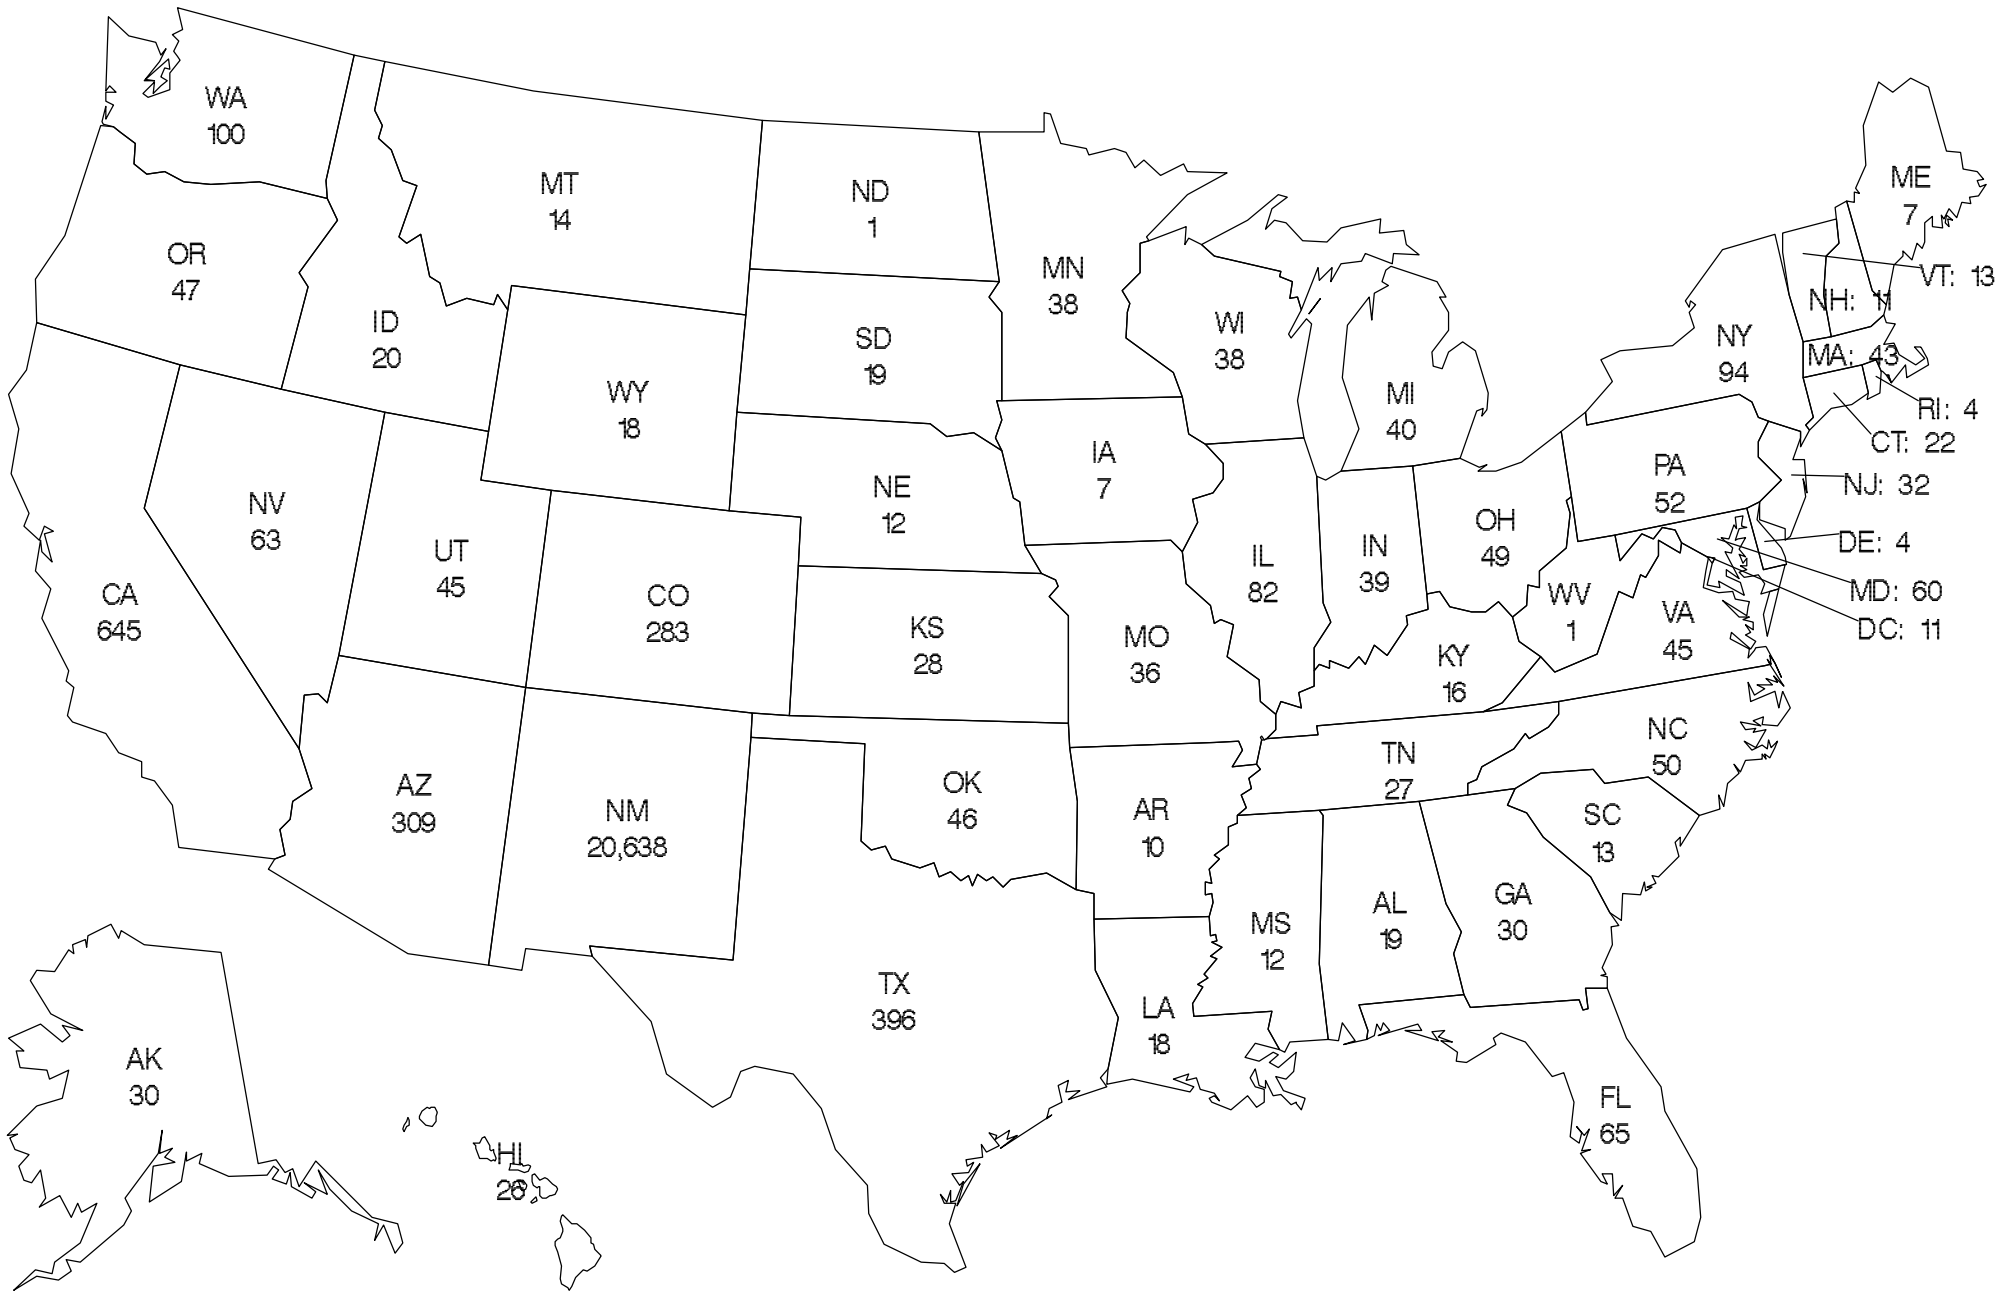 WA
100
MT
14
ND
1
ME
7
OR
47
MN
38
VT: 13
NH: 11
ID
20
SD
19
WI
38
NY
94
MA: 43
WY
18
MI
40
RI: 4
CT: 22
IA
7
PA
52
NJ: 32
NV
63
NE
12
OH
49
UT
45
IL
82
IN
39
DE: 4
CA
645
CO
283
WV
1
MD: 60
KS
28
MO
36
VA
45
DC: 11
KY
16
AZ
309
NM
20,638
OK
46
TN
27
NC
50
AR
10
SC
13
MS
12
AL
19
GA
30
TX
396
LA
18
AK
30
FL
65
HI
26